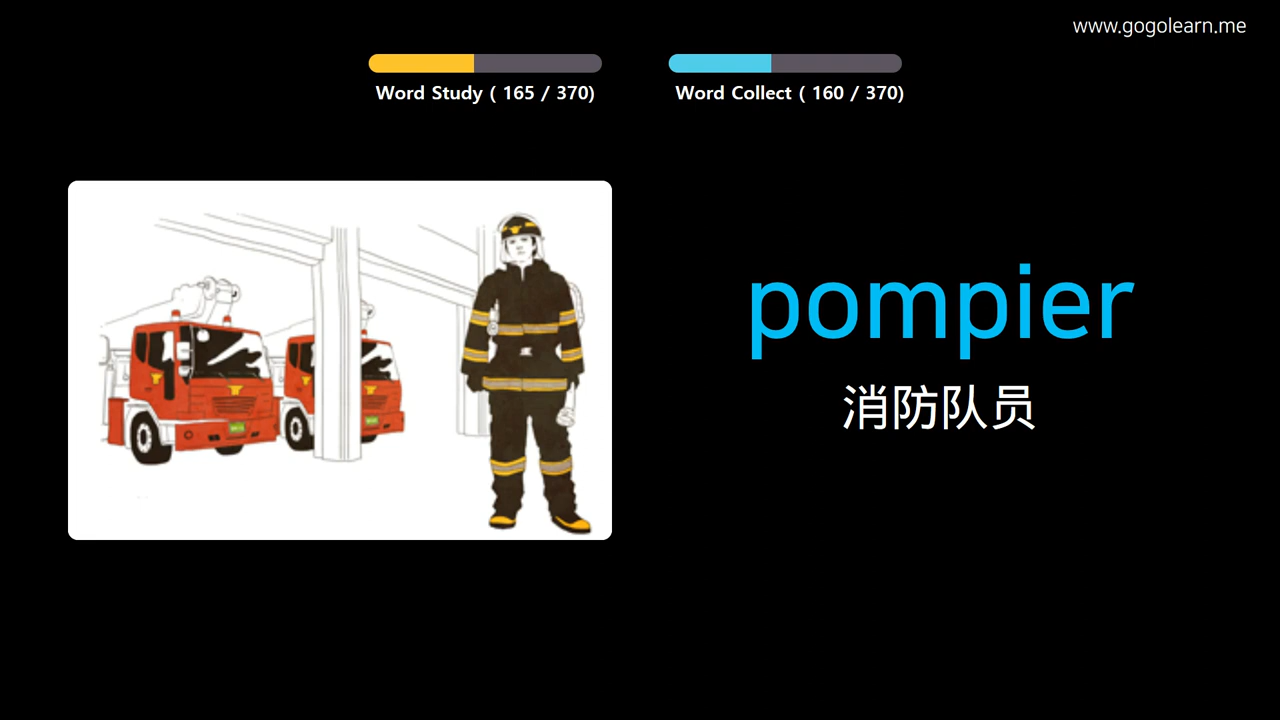 www.gogolearn.me
Word Study ( 165 / 370)
Word Collect ( 160 / 370)
pompier
消防队员